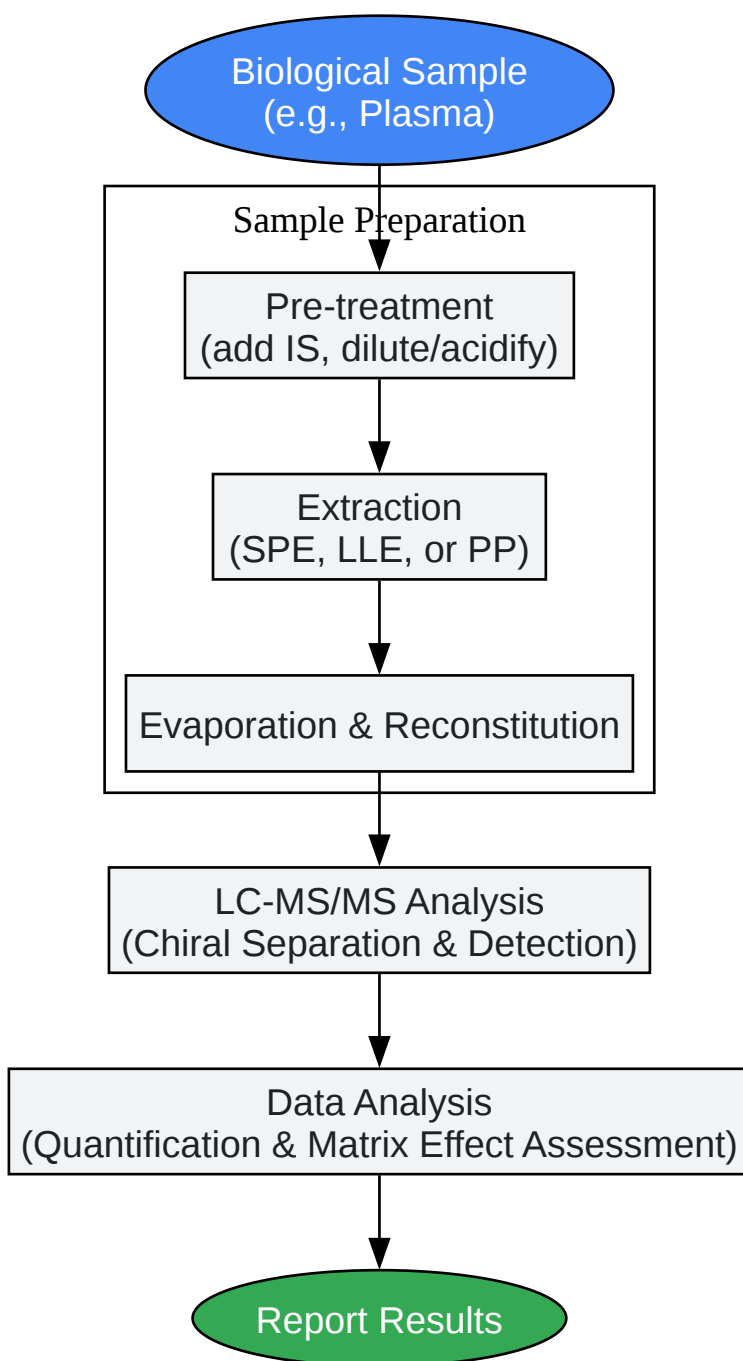 Biological Sample
(e.g., Plasma)
Sample Preparation
Pre-treatment
(add IS, dilute/acidify)
Extraction
(SPE, LLE, or PP)
Evaporation & Reconstitution
LC-MS/MS Analysis
(Chiral Separation & Detection)
Data Analysis
(Quantification & Matrix Effect Assessment)
Report Results